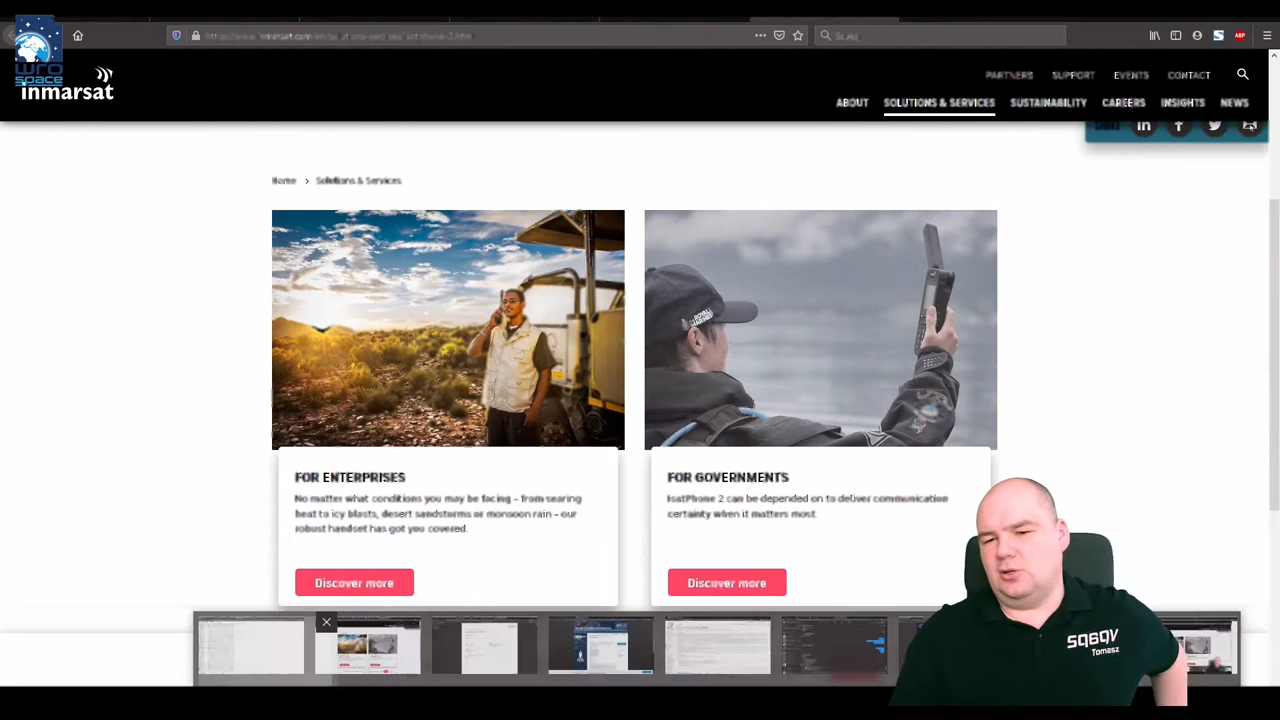 wro
space
inmarsat
PARTNERS SUPPORT EVENTS CONTACT
ABOUT SOLUTIONS & SERVICES SUSTAINABILITY CAREERS INSIGHTS NEWS
Home > Solutions & Services
ROYAL MARINES
FOR ENTERPRISES
No matter what conditions you may be facing - from searing
heat to icy blasts, desert sandstorms or monsoon rain - our
robust handset has got you covered.
Discover more
FOR GOVERNMENTS
IsatPhone 2 can be depended on to deliver communication
certainty when it matters most.
Discover more
SQ6QV
Tomasz
ABP